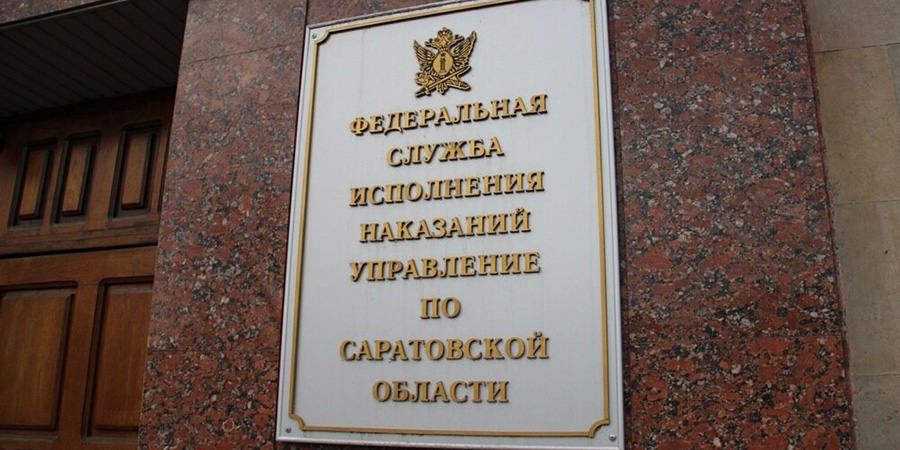 ФЕДЕРАЛЬНАЯ
СЛУЖБА
ИСПОЛНЕНИЯ
НАКАЗАНИЙ
УПРАВЛЕНИЕ
ПО
САРАТОВСКОЙ
ОБЛАСТИ